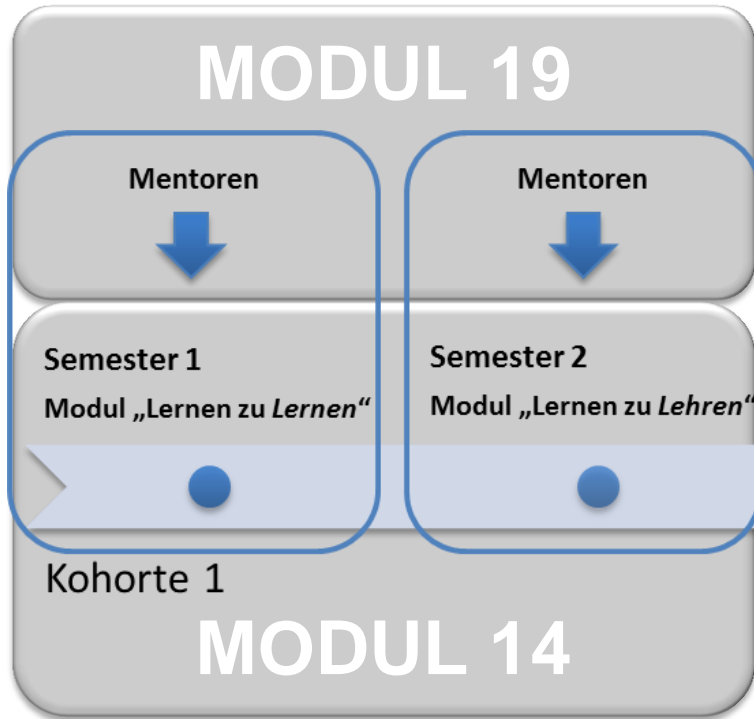 MODUL 19
Mentoren
Mentoren
Semester 1
Modul „Lernen zu Lernen“
Semester 2
Modul „Lernen zu Lehren“
Kohorte 1
MODUL 14